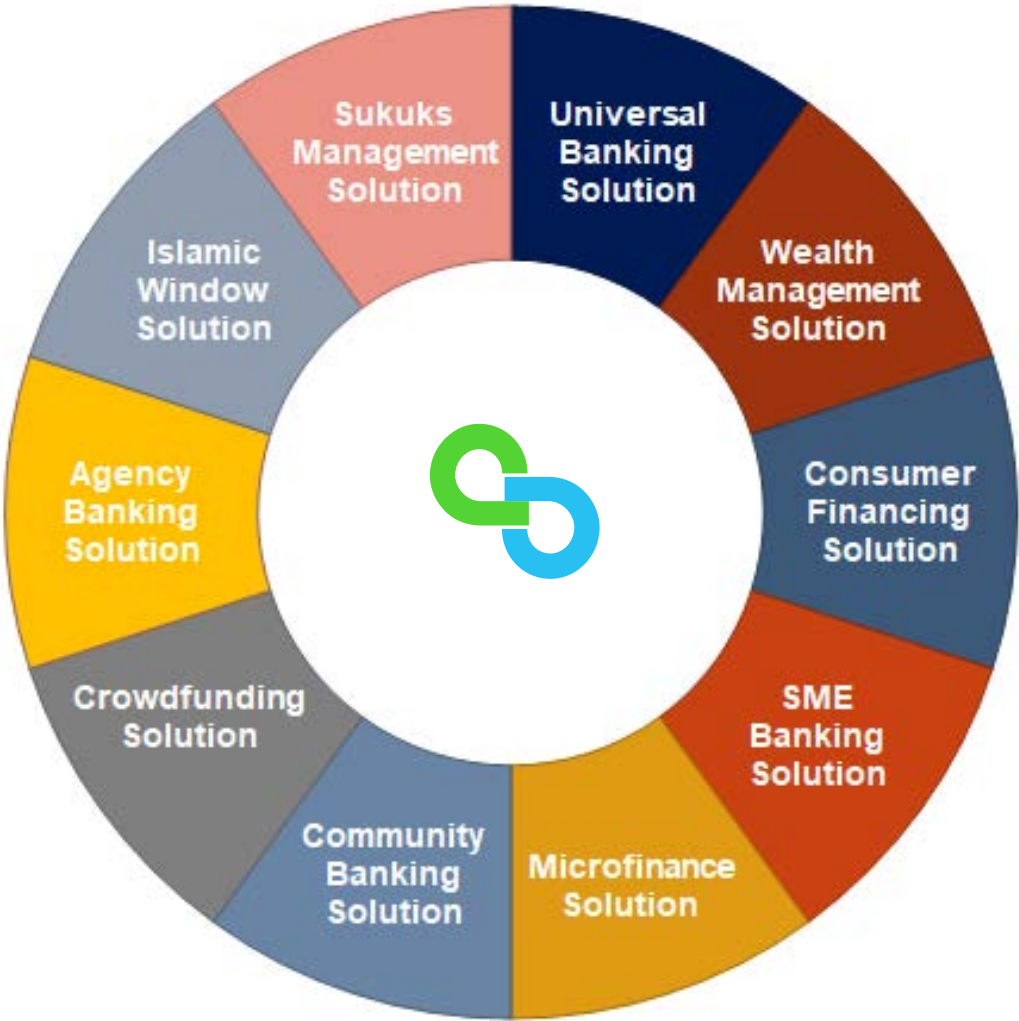 Universal
Banking
Solution
Wealth
Management
Solution
Consumer
Financing
Solution
SME
Banking
Solution
Microfinance
Solution
Community
Banking
Solution
Crowdfunding
Solution
Agency
Banking
Solution
Islamic
Window
Solution
Sukuks
Management
Solution